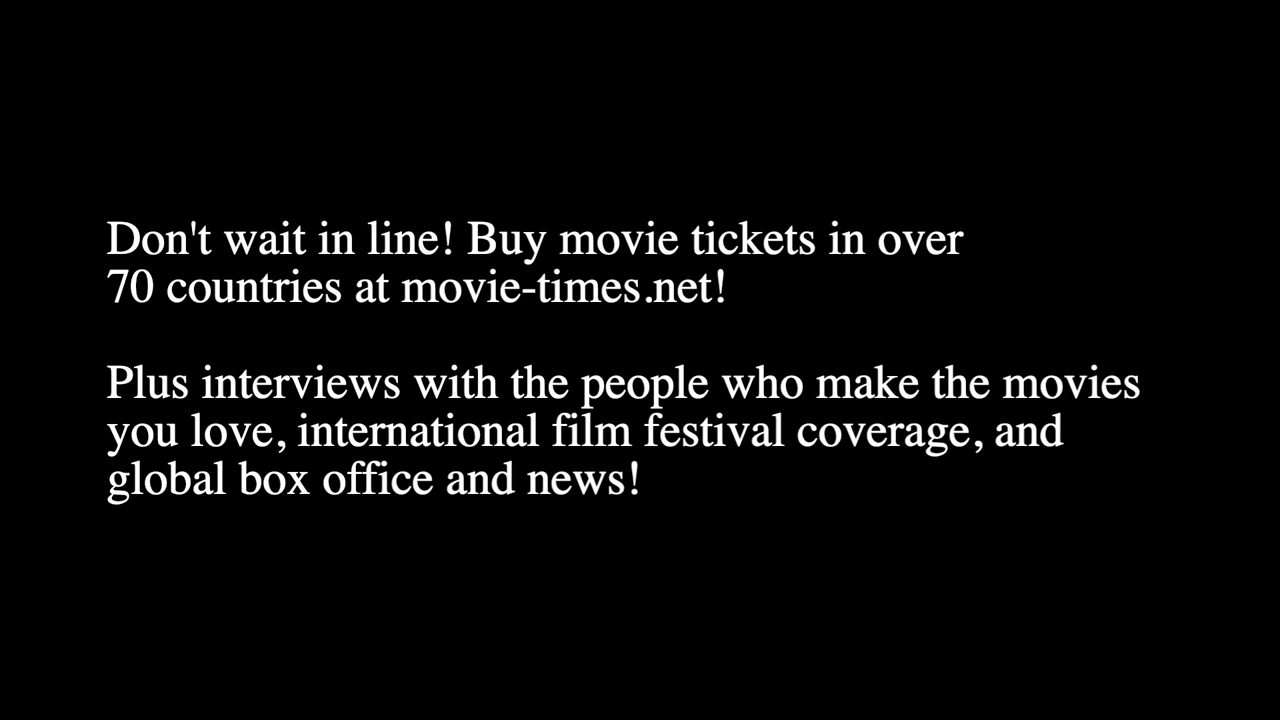 Don't wait in line! Buy movie tickets in over
70 countries at movie-times.net!
Plus interviews with the people who make the movies
you love, international film festival coverage, and
global box office and news!